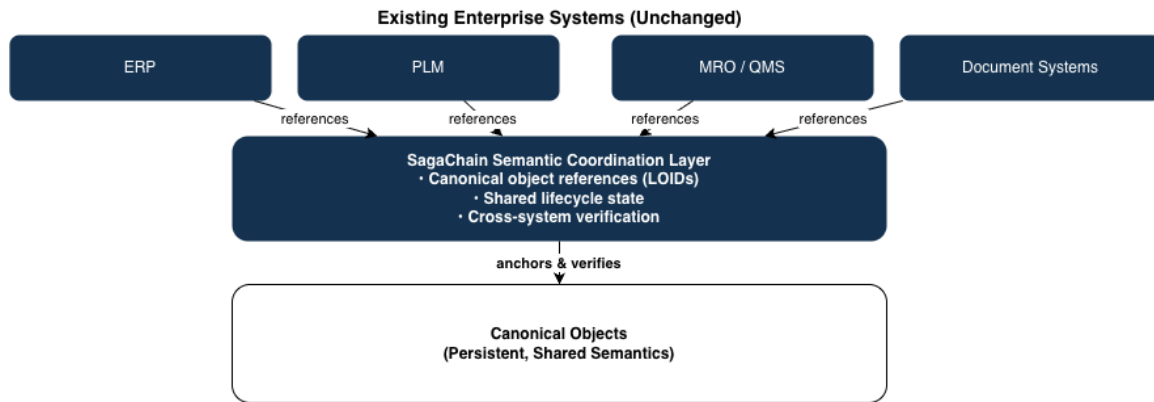 Existing Enterprise Systems (Unchanged)
ERP
PLM
MRO / QMS
Document Systems
references
references
references
references
SagaChain Semantic Coordination Layer
· Canonical object references (LOIDs)
· Shared lifecycle state
· Cross-system verification
anchors & verifies
Canonical Objects
(Persistent, Shared Semantics)